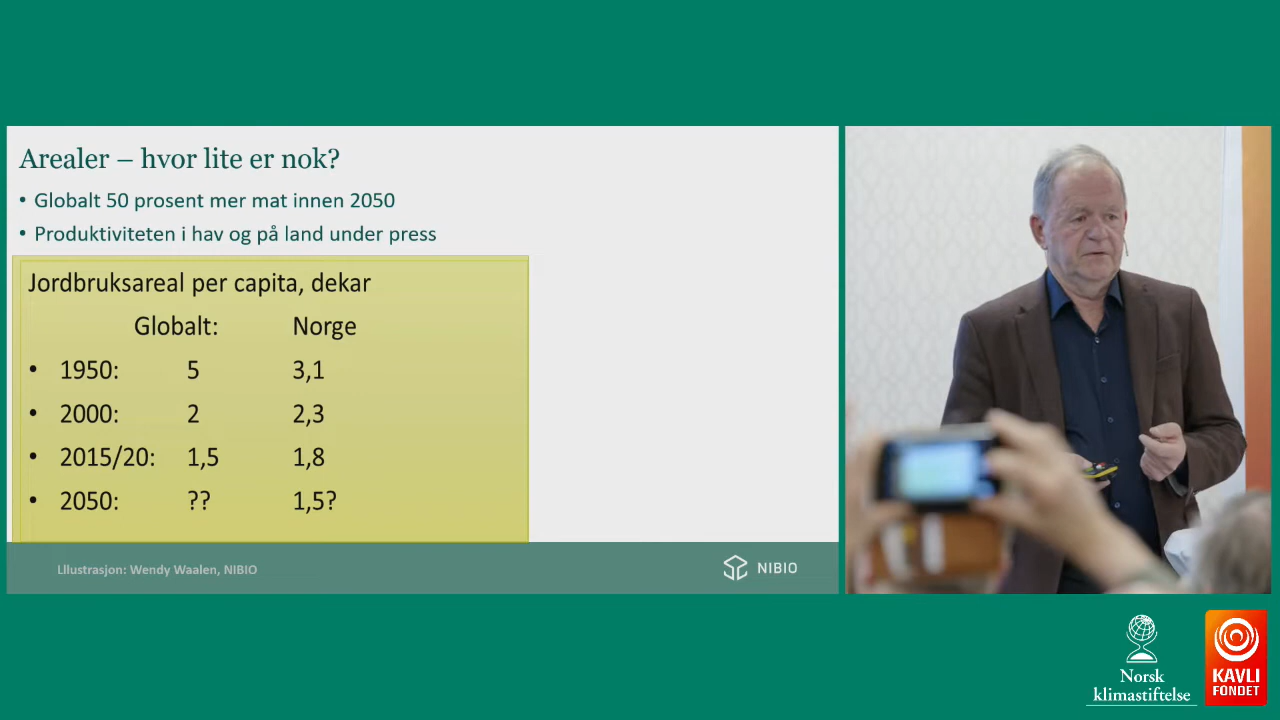 Arealer – hvor lite er nok?
• Globalt 50 prosent mer mat innen 2050
• Produktiviteten i hav og på land under press
Jordbruksareal per capita, dekar
Globalt: Norge
• 1950: 5 3,1
• 2000: 2 2,3
• 2015/20: 1,5 1,8
• 2050: ?? 1,5?
Lllustrasjon: Wendy Waalen, NIBIO
NIBIO
Norsk
klimastiftelse
KAVLI
FONDET